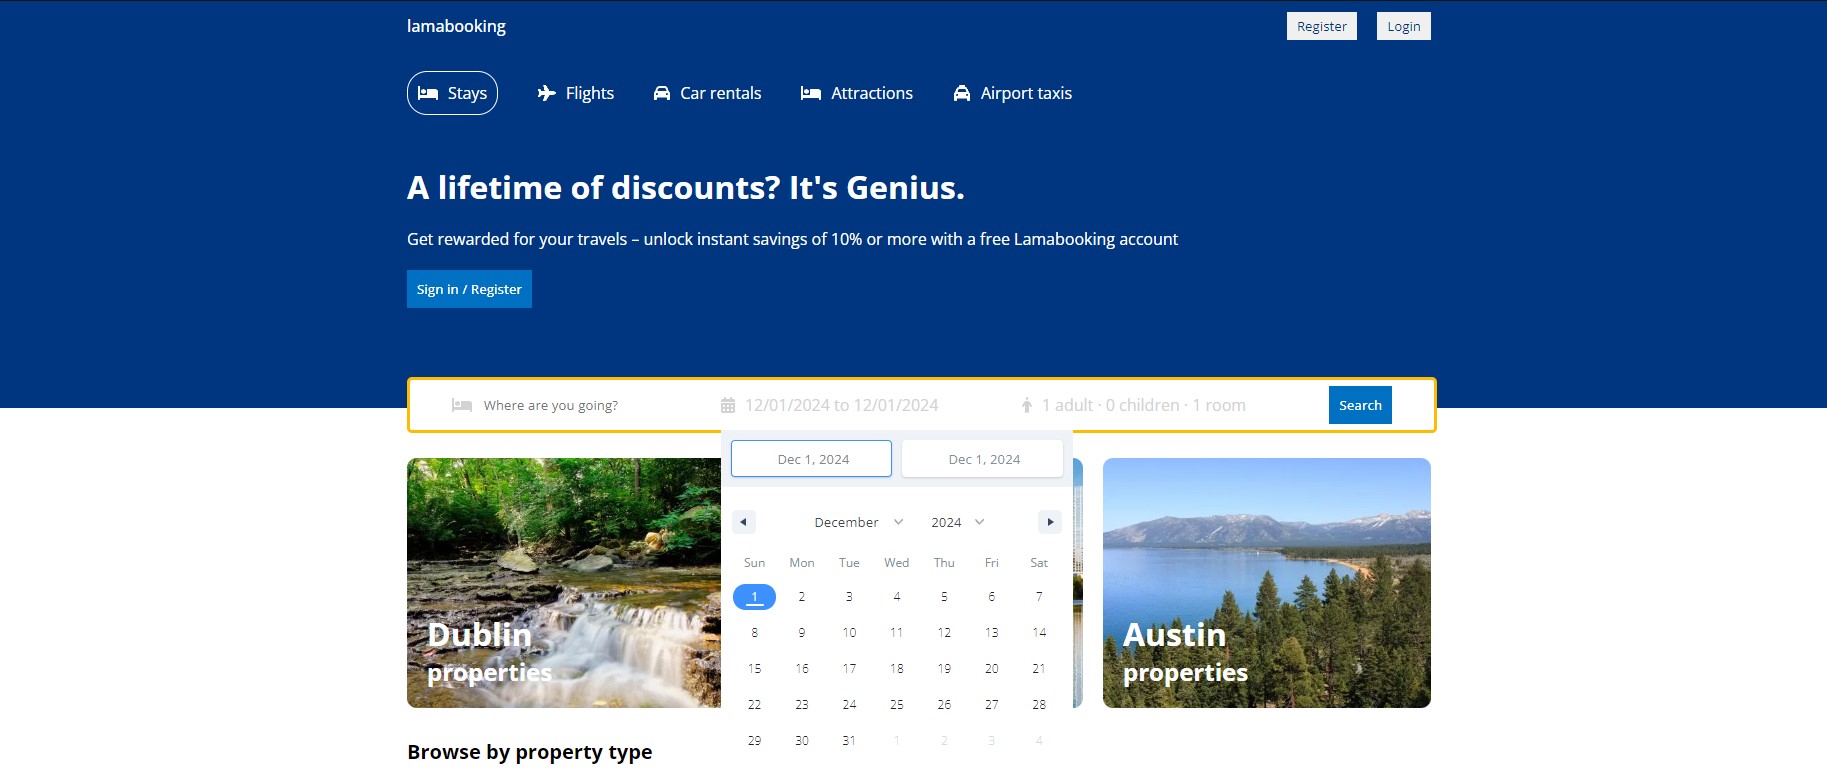 lamabooking
Register
Login
Stays
Flights
Car rentals
Attractions
Airport taxis
A lifetime of discounts? It's Genius.
Get rewarded for your travels – unlock instant savings of 10% or more with a free Lamabooking account
Sign in / Register
Where are you going?
12/01/2024 to 12/01/2024
1 adult · 0 children · 1 room
Search
Dec 1, 2024
Dec 1, 2024
December
2024
Sun Mon Tue Wed Thu Fri Sat
1 2 3 4 5 6 7
8 9 10 11 12 13 14
15 16 17 18 19 20 21
22 23 24 25 26 27 28
29 30 31 1 2 3 4
Dublin
properties
Austin
properties
Browse by property type